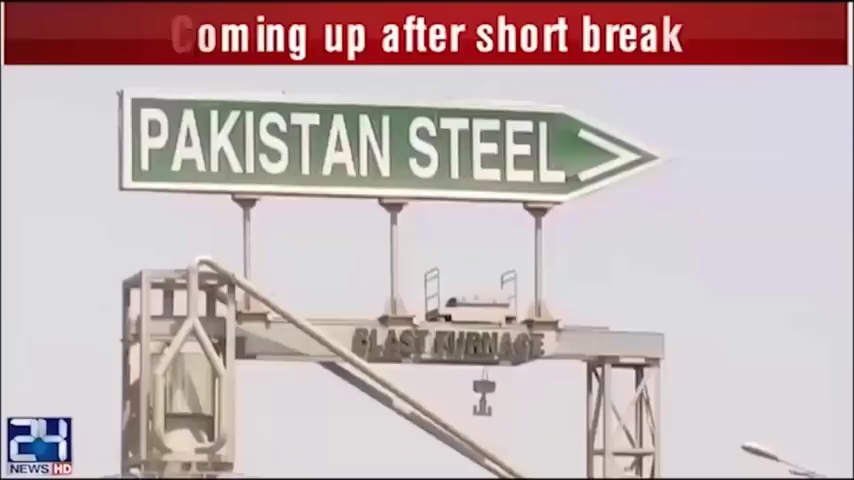 Coming up after short break
PAKISTAN STEEL
BLAST FURNACE
24
NEWS HD